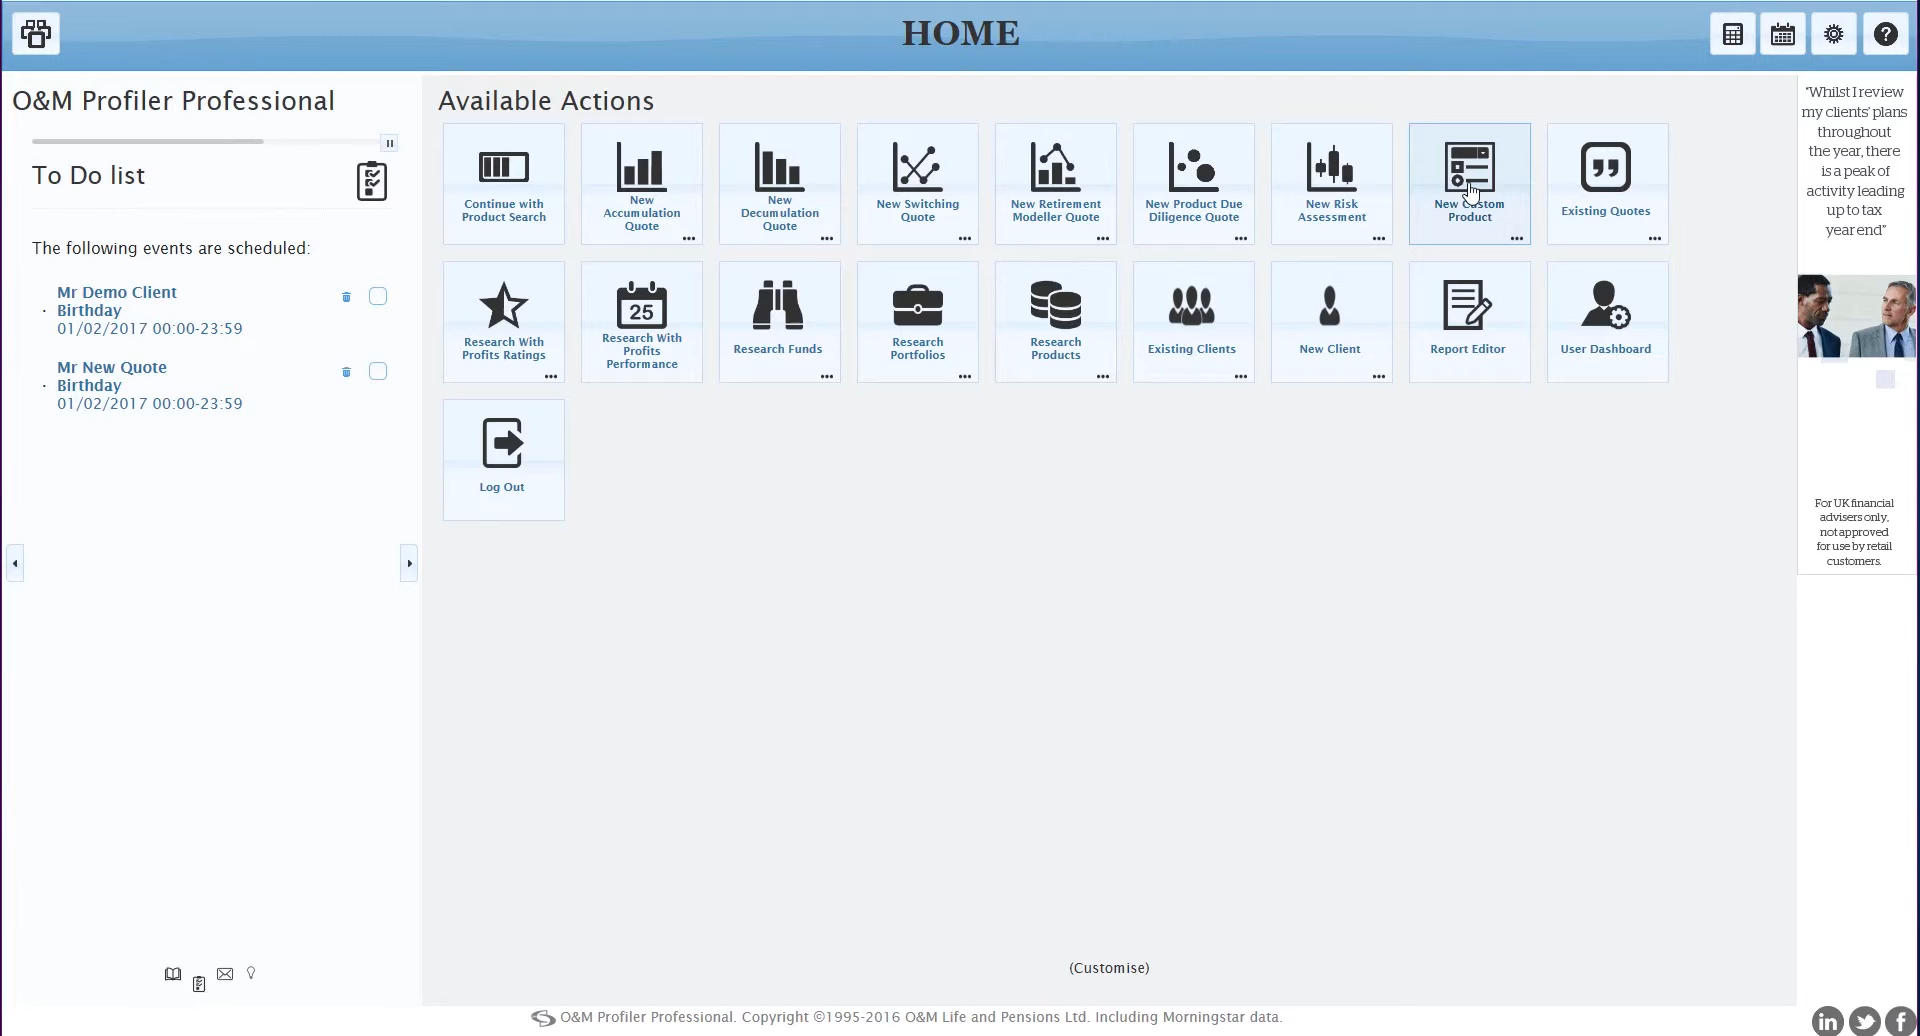 HOME
O&M Profiler Professional
To Do list
The following events are scheduled:
Mr Demo Client
Birthday
01/02/2017 00:00-23:59
Mr New Quote
Birthday
01/02/2017 00:00-23:59
Available Actions
Continue with
Product Search
New
Accumulation
Quote
New
Decumulation
Quote
New Switching
Quote
New Retirement
Modeller Quote
New Product Due
Diligence Quote
New Risk
Assessment
New Custom
Product
Existing Quotes
Research With
Profits Ratings
25
Research With
Profits
Performance
Research Funds
Research
Portfolios
Research
Products
Existing Clients
New Client
Report Editor
User Dashboard
Log Out
(Customise)
"Whilst I review
my clients' plans
throughout
the year, there
is a peak of
activity leading
up to tax
year end"
For UK financial
advisers only,
not approved
for use by retail
customers.
O&M Profiler Professional. Copyright ©1995-2016 O&M Life and Pensions Ltd. Including Morningstar data.